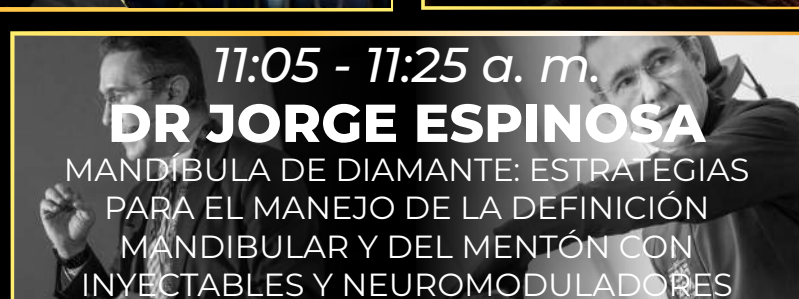 11:05 - 11:25 a. m.
DR JORGE ESPINOSA
MANDÍBULA DE DIAMANTE: ESTRATEGIAS
PARA EL MANEJO DE LA DEFINICIÓN
MANDIBULAR Y DEL MENTÓN CON
INYECTABLES Y NEUROMODULADORES